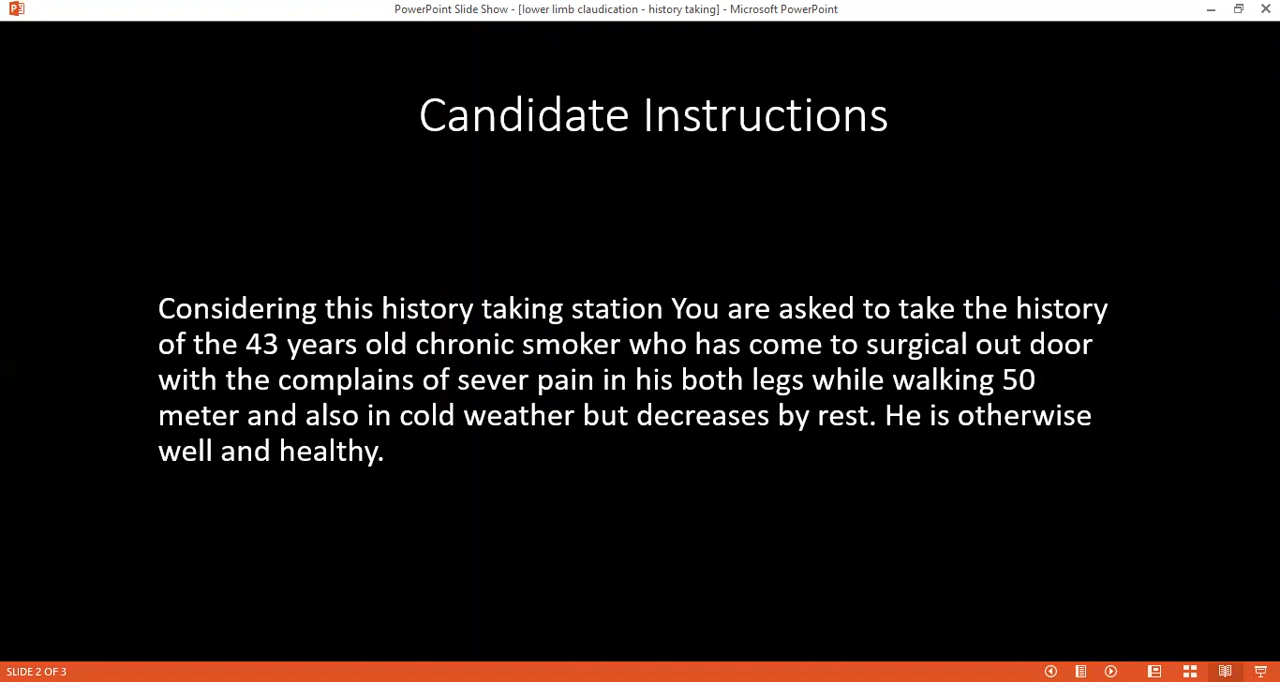 PowerPoint Slide Show - [lower limb claudication - history taking] - Microsoft PowerPoint
Candidate Instructions
Considering this history taking station You are asked to take the history
of the 43 years old chronic smoker who has come to surgical out door
with the complains of sever pain in his both legs while walking 50
meter and also in cold weather but decreases by rest. He is otherwise
well and healthy.
SLIDE 2 OF 3